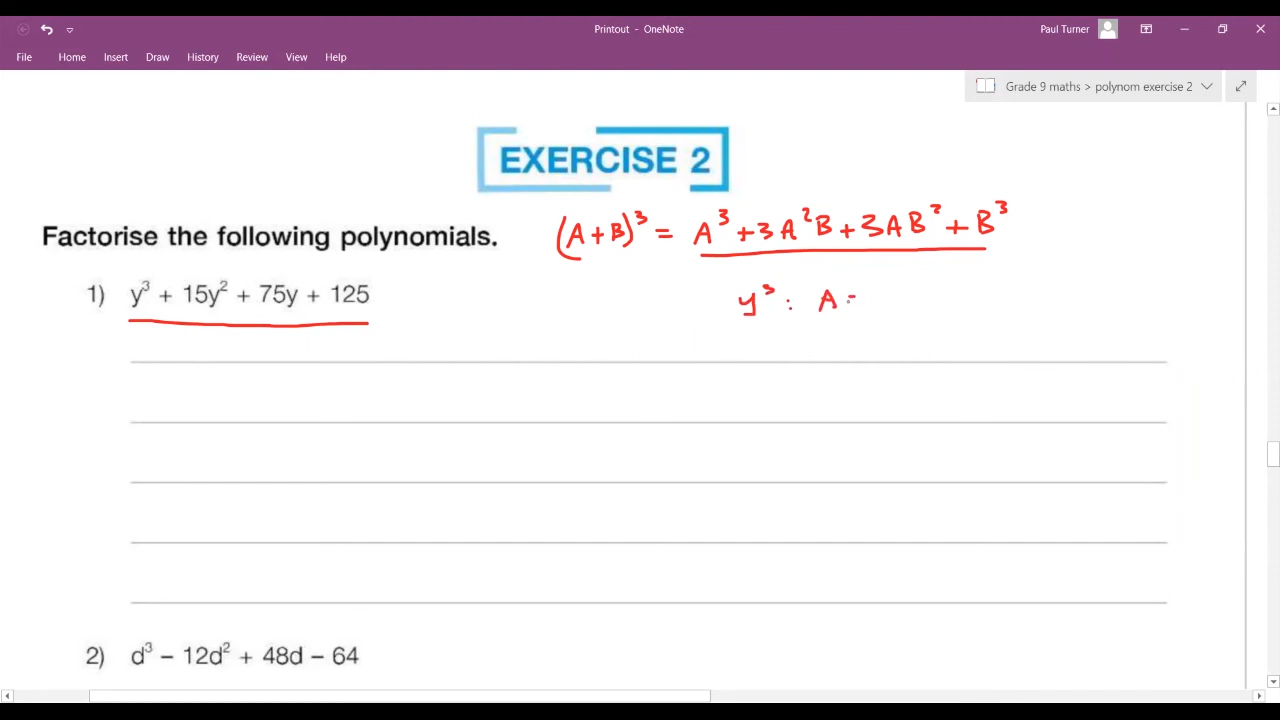 Printout - OneNote
Paul Turner
File Home Insert Draw History Review View Help
Grade 9 maths > polynom exercise 2
EXERCISE 2
Factorise the following polynomials.
(A+B)³ = A³ + 3A²B + 3AB² + B³
1) y³ + 15y² + 75y + 125
y³ : A =
2) d³ − 12d² + 48d − 64